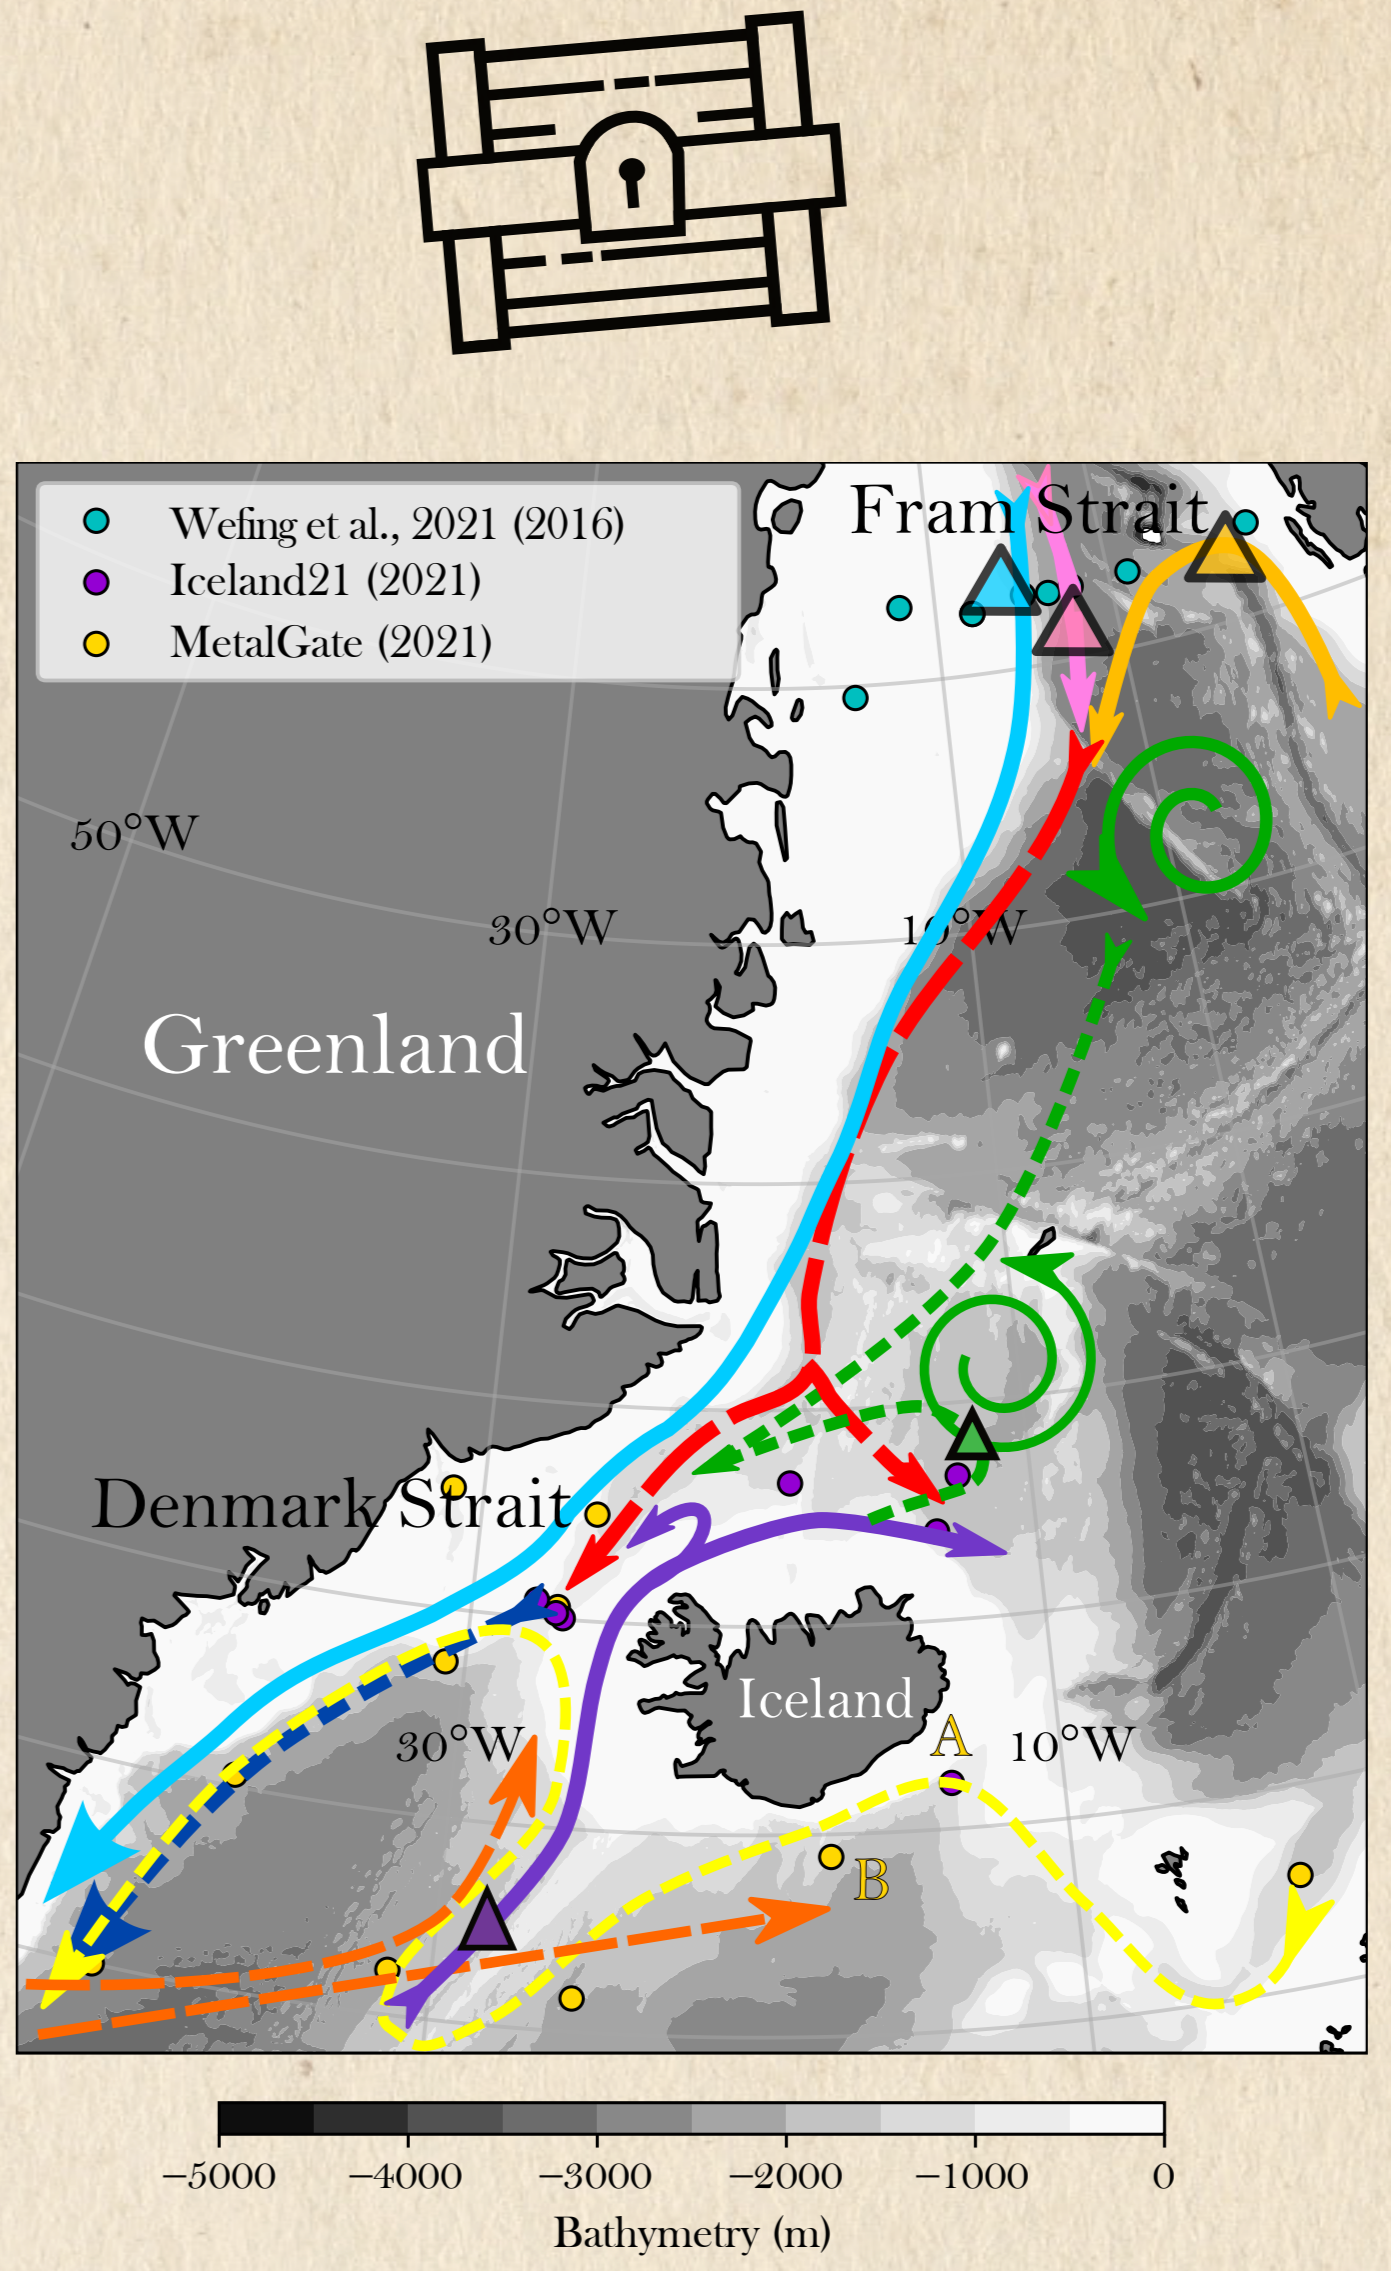 Fram Strait
Wefing et al., 2021 (2016)
Iceland21 (2021)
MetalGate (2021)
50°W
30°W
10°W
Greenland
Denmark Strait
Iceland
A
30°W
10°W
B
−5000 −4000 −3000 −2000 −1000 0
Bathymetry (m)